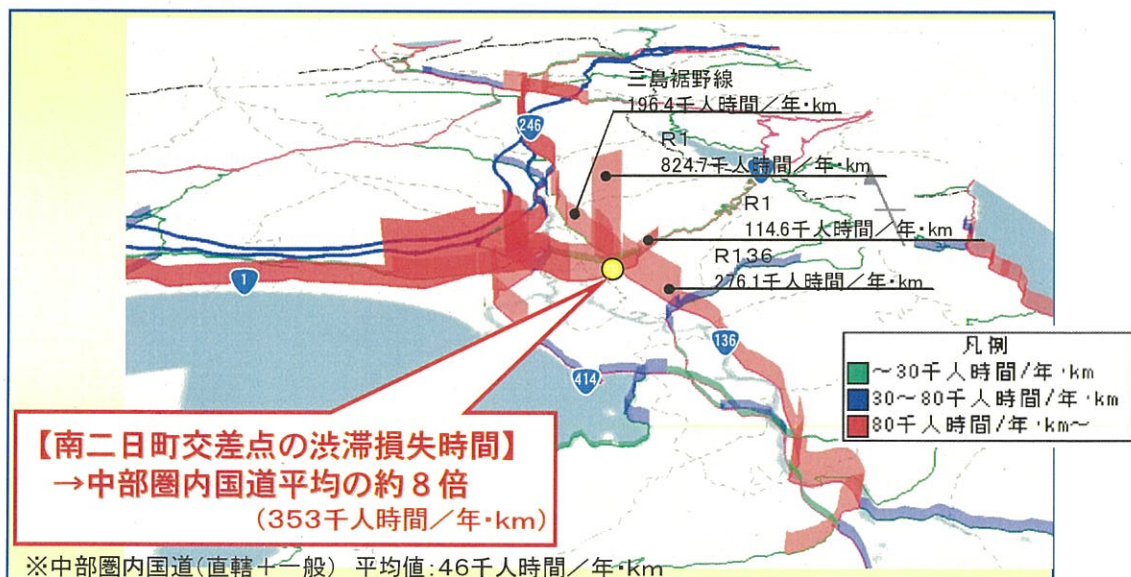 三島裾野線
196.4千人時間／年・km
246
R1
824.7千人時間／年・km
R1
114.6千人時間／年・km
R136
276.1千人時間／年・km
1
136
414
凡例
～30千人時間/年・km
30～80千人時間/年・km
80千人時間/年・km～
【南二日町交差点の渋滞損失時間】
→中部圏内国道平均の約８倍
（353千人時間／年・km）
※中部圏内国道(直轄＋一般)　平均値：46千人時間／年・km